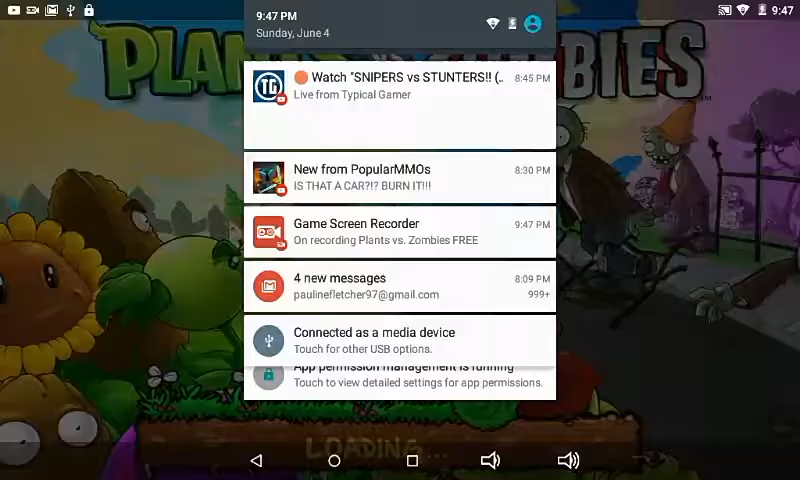 9:47
9:47 PM
Sunday, June 4
PLANTS
ZOMBIES
TG
Watch "SNIPERS vs STUNTERS!! (..
8:45 PM
Live from Typical Gamer
New from PopularMMOs
8:30 PM
IS THAT A CAR?!? BURN IT!!!
Game Screen Recorder
9:47 PM
On recording Plants vs. Zombies FREE
4 new messages
8:09 PM
paulinefletcher97@gmail.com
999+
Connected as a media device
Touch for other USB options.
App permission management is running
Touch to view detailed settings for app permissions.
LOADING...